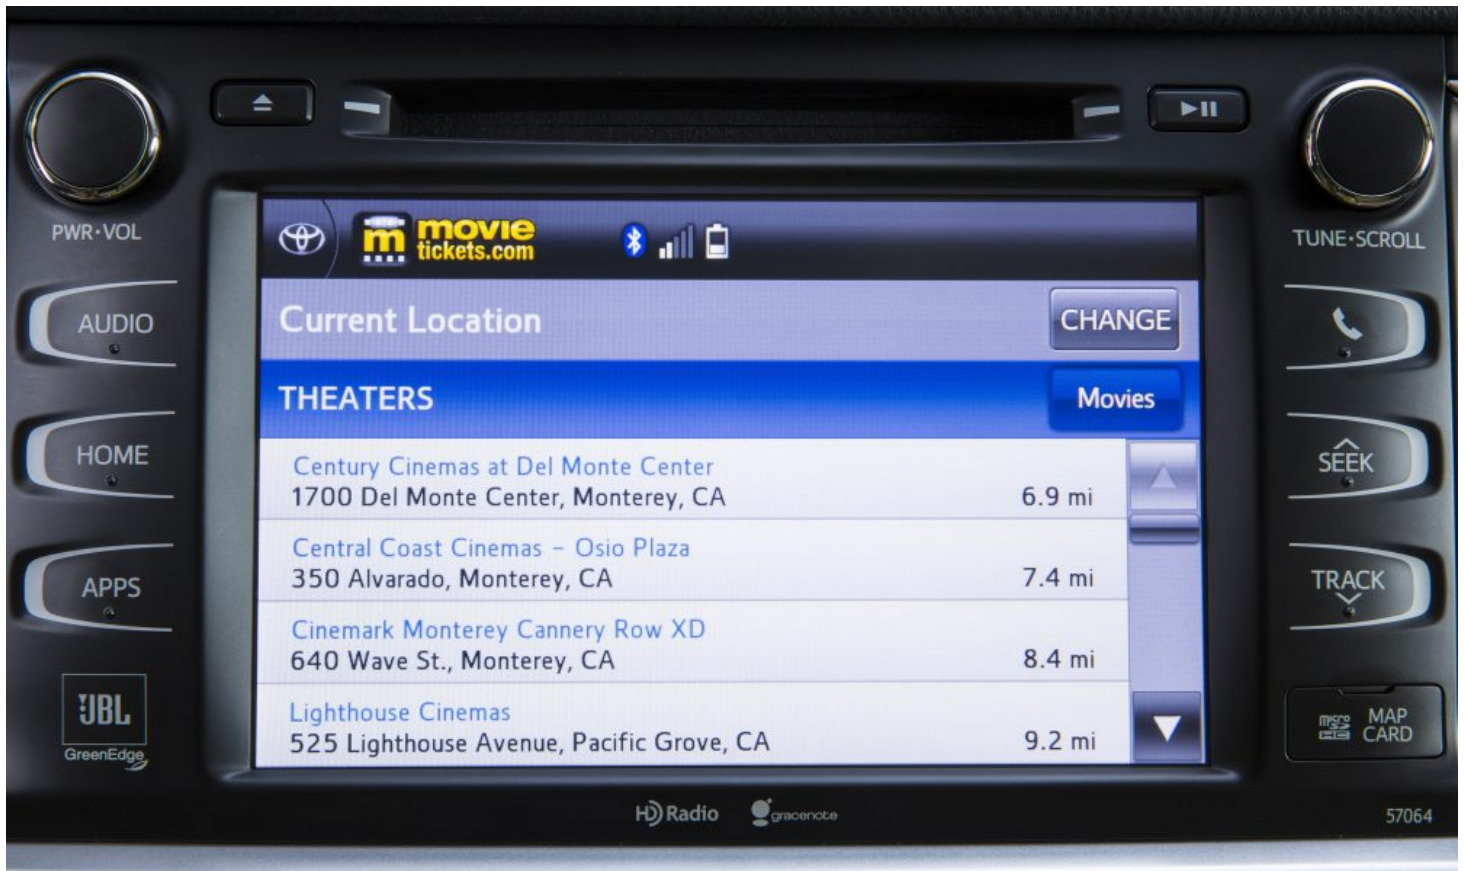 PWR·VOL
TUNE·SCROLL
m movie
tickets.com
AUDIO
Current Location
CHANGE
THEATERS
Movies
HOME
Century Cinemas at Del Monte Center
1700 Del Monte Center, Monterey, CA
6.9 mi
SEEK
Central Coast Cinemas - Osio Plaza
350 Alvarado, Monterey, CA
7.4 mi
APPS
TRACK
Cinemark Monterey Cannery Row XD
640 Wave St., Monterey, CA
8.4 mi
Lighthouse Cinemas
525 Lighthouse Avenue, Pacific Grove, CA
9.2 mi
JBL
GreenEdge
micro
SD
HC
MAP
CARD
HD Radio
gracenote
57064